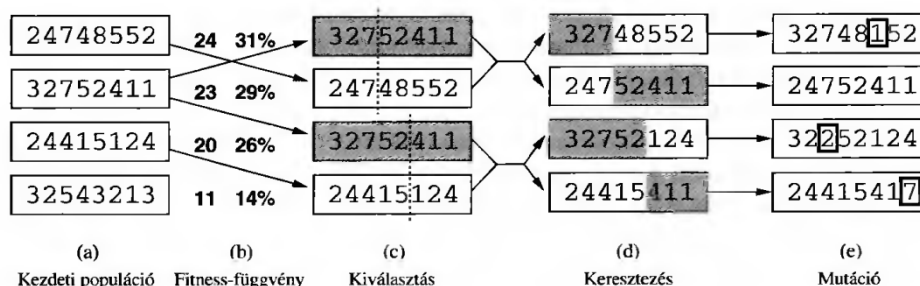 24748552 24 31% 32752411 32748552 32748152
32752411 23 29% 24748552 24752411 24752411
24415124 20 26% 32752411 32752124 32252124
32543213 11 14% 24415124 24415411 24415417
(a) (b) (c) (d) (e)
Kezdeti populáció Fitness-függvény Kiválasztás Keresztezés Mutáció